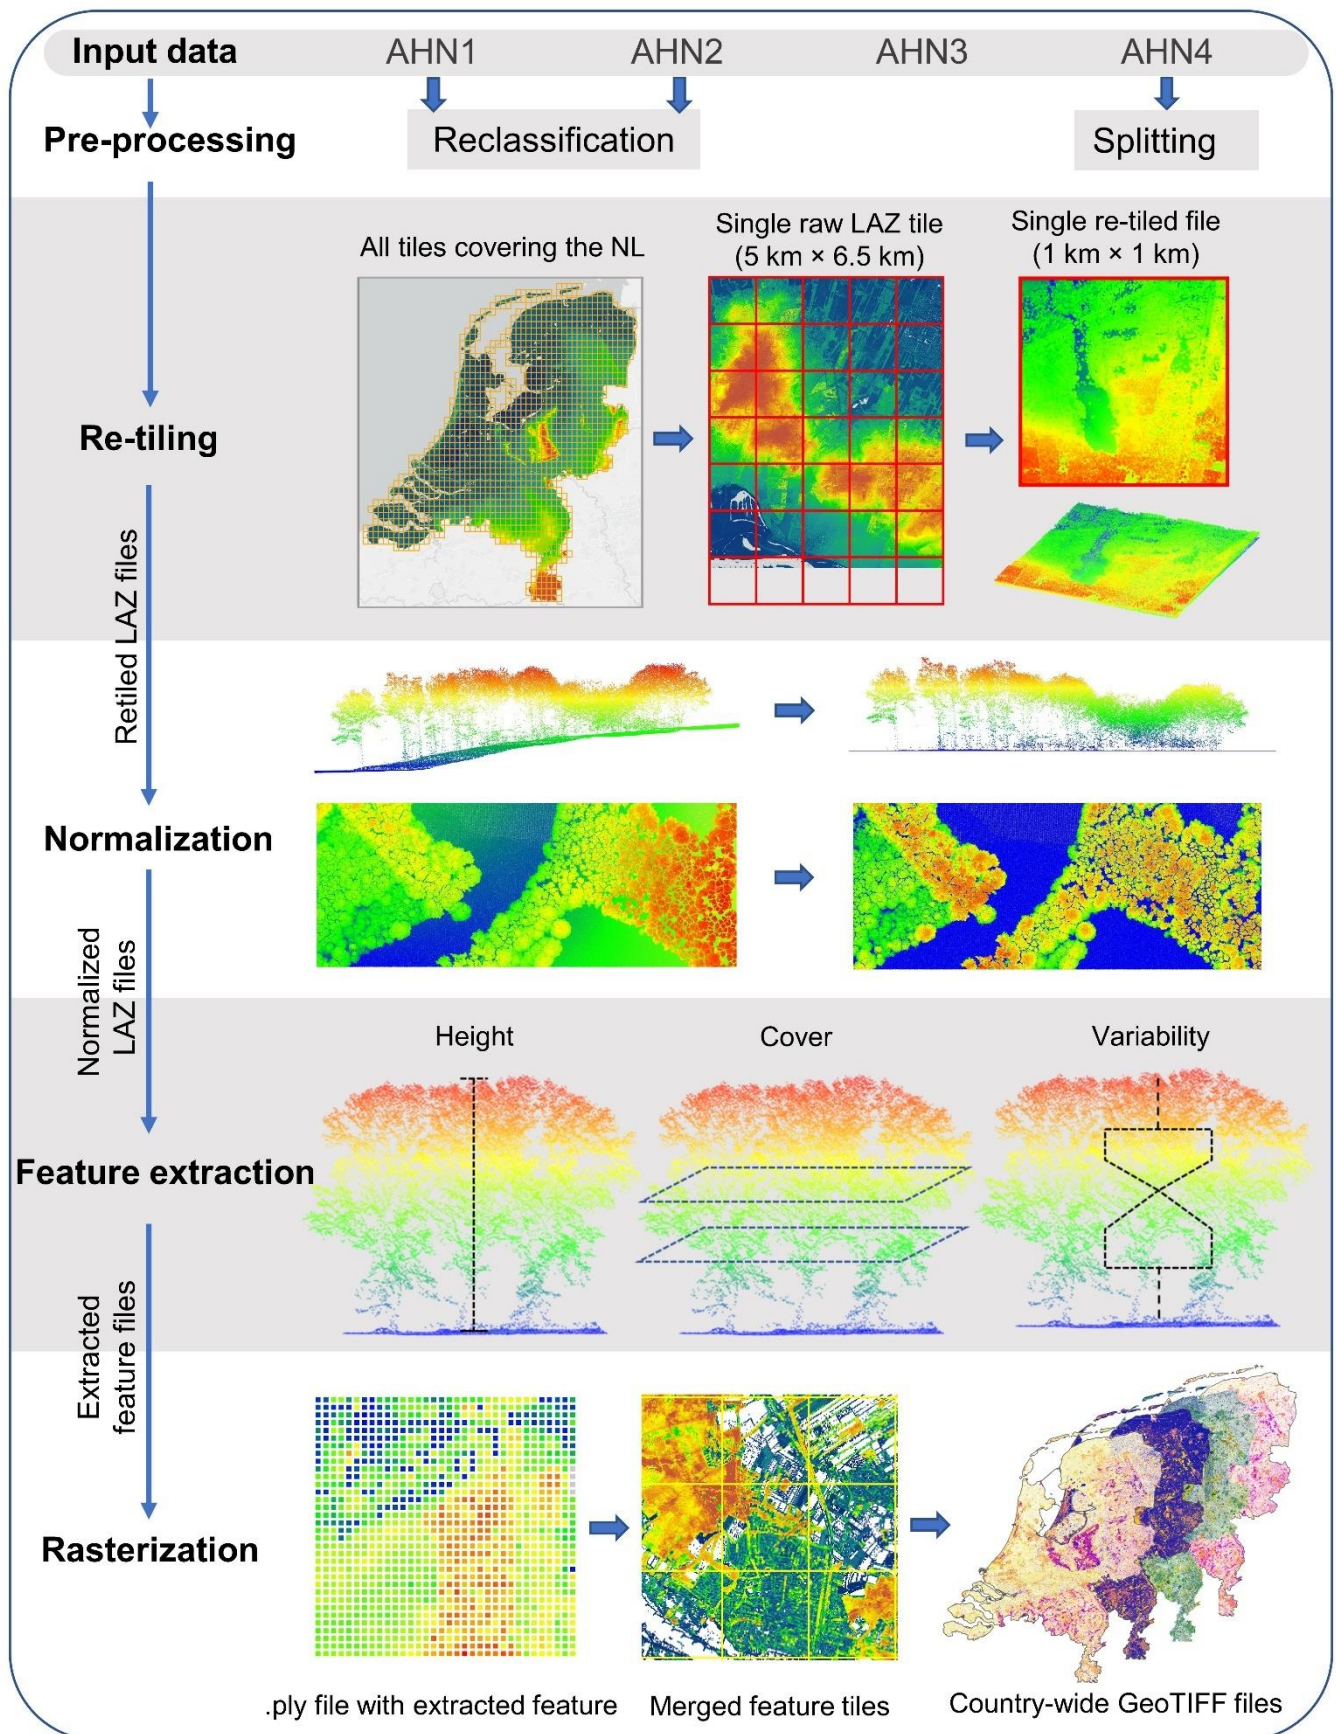 Input data
AHN1
AHN2
AHN3
AHN4
Pre-processing
Reclassification
Splitting
All tiles covering the NL
Single raw LAZ tile
(5 km × 6.5 km)
Single re-tiled file
(1 km × 1 km)
Re-tiling
Retiled LAZ files
Normalization
Normalized
LAZ files
Height
Cover
Variability
Feature extraction
Extracted
feature files
Rasterization
.ply file with extracted feature
Merged feature tiles
Country-wide GeoTIFF files